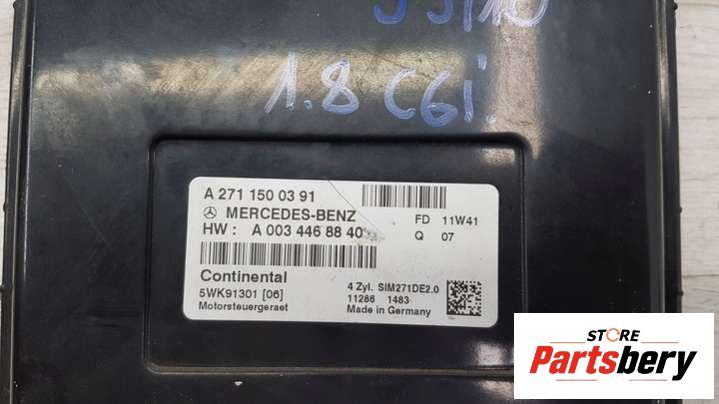 1.8 CGi
A 271 150 03 91
MERCEDES-BENZ
FD 11W41
HW : A 003 446 88 40
Q 07
Continental
5WK91301 [06]
4 Zyl. SIM271DE2.0
11286 1483
Motorsteuergeraet
Made in Germany
STORE
Partsbery